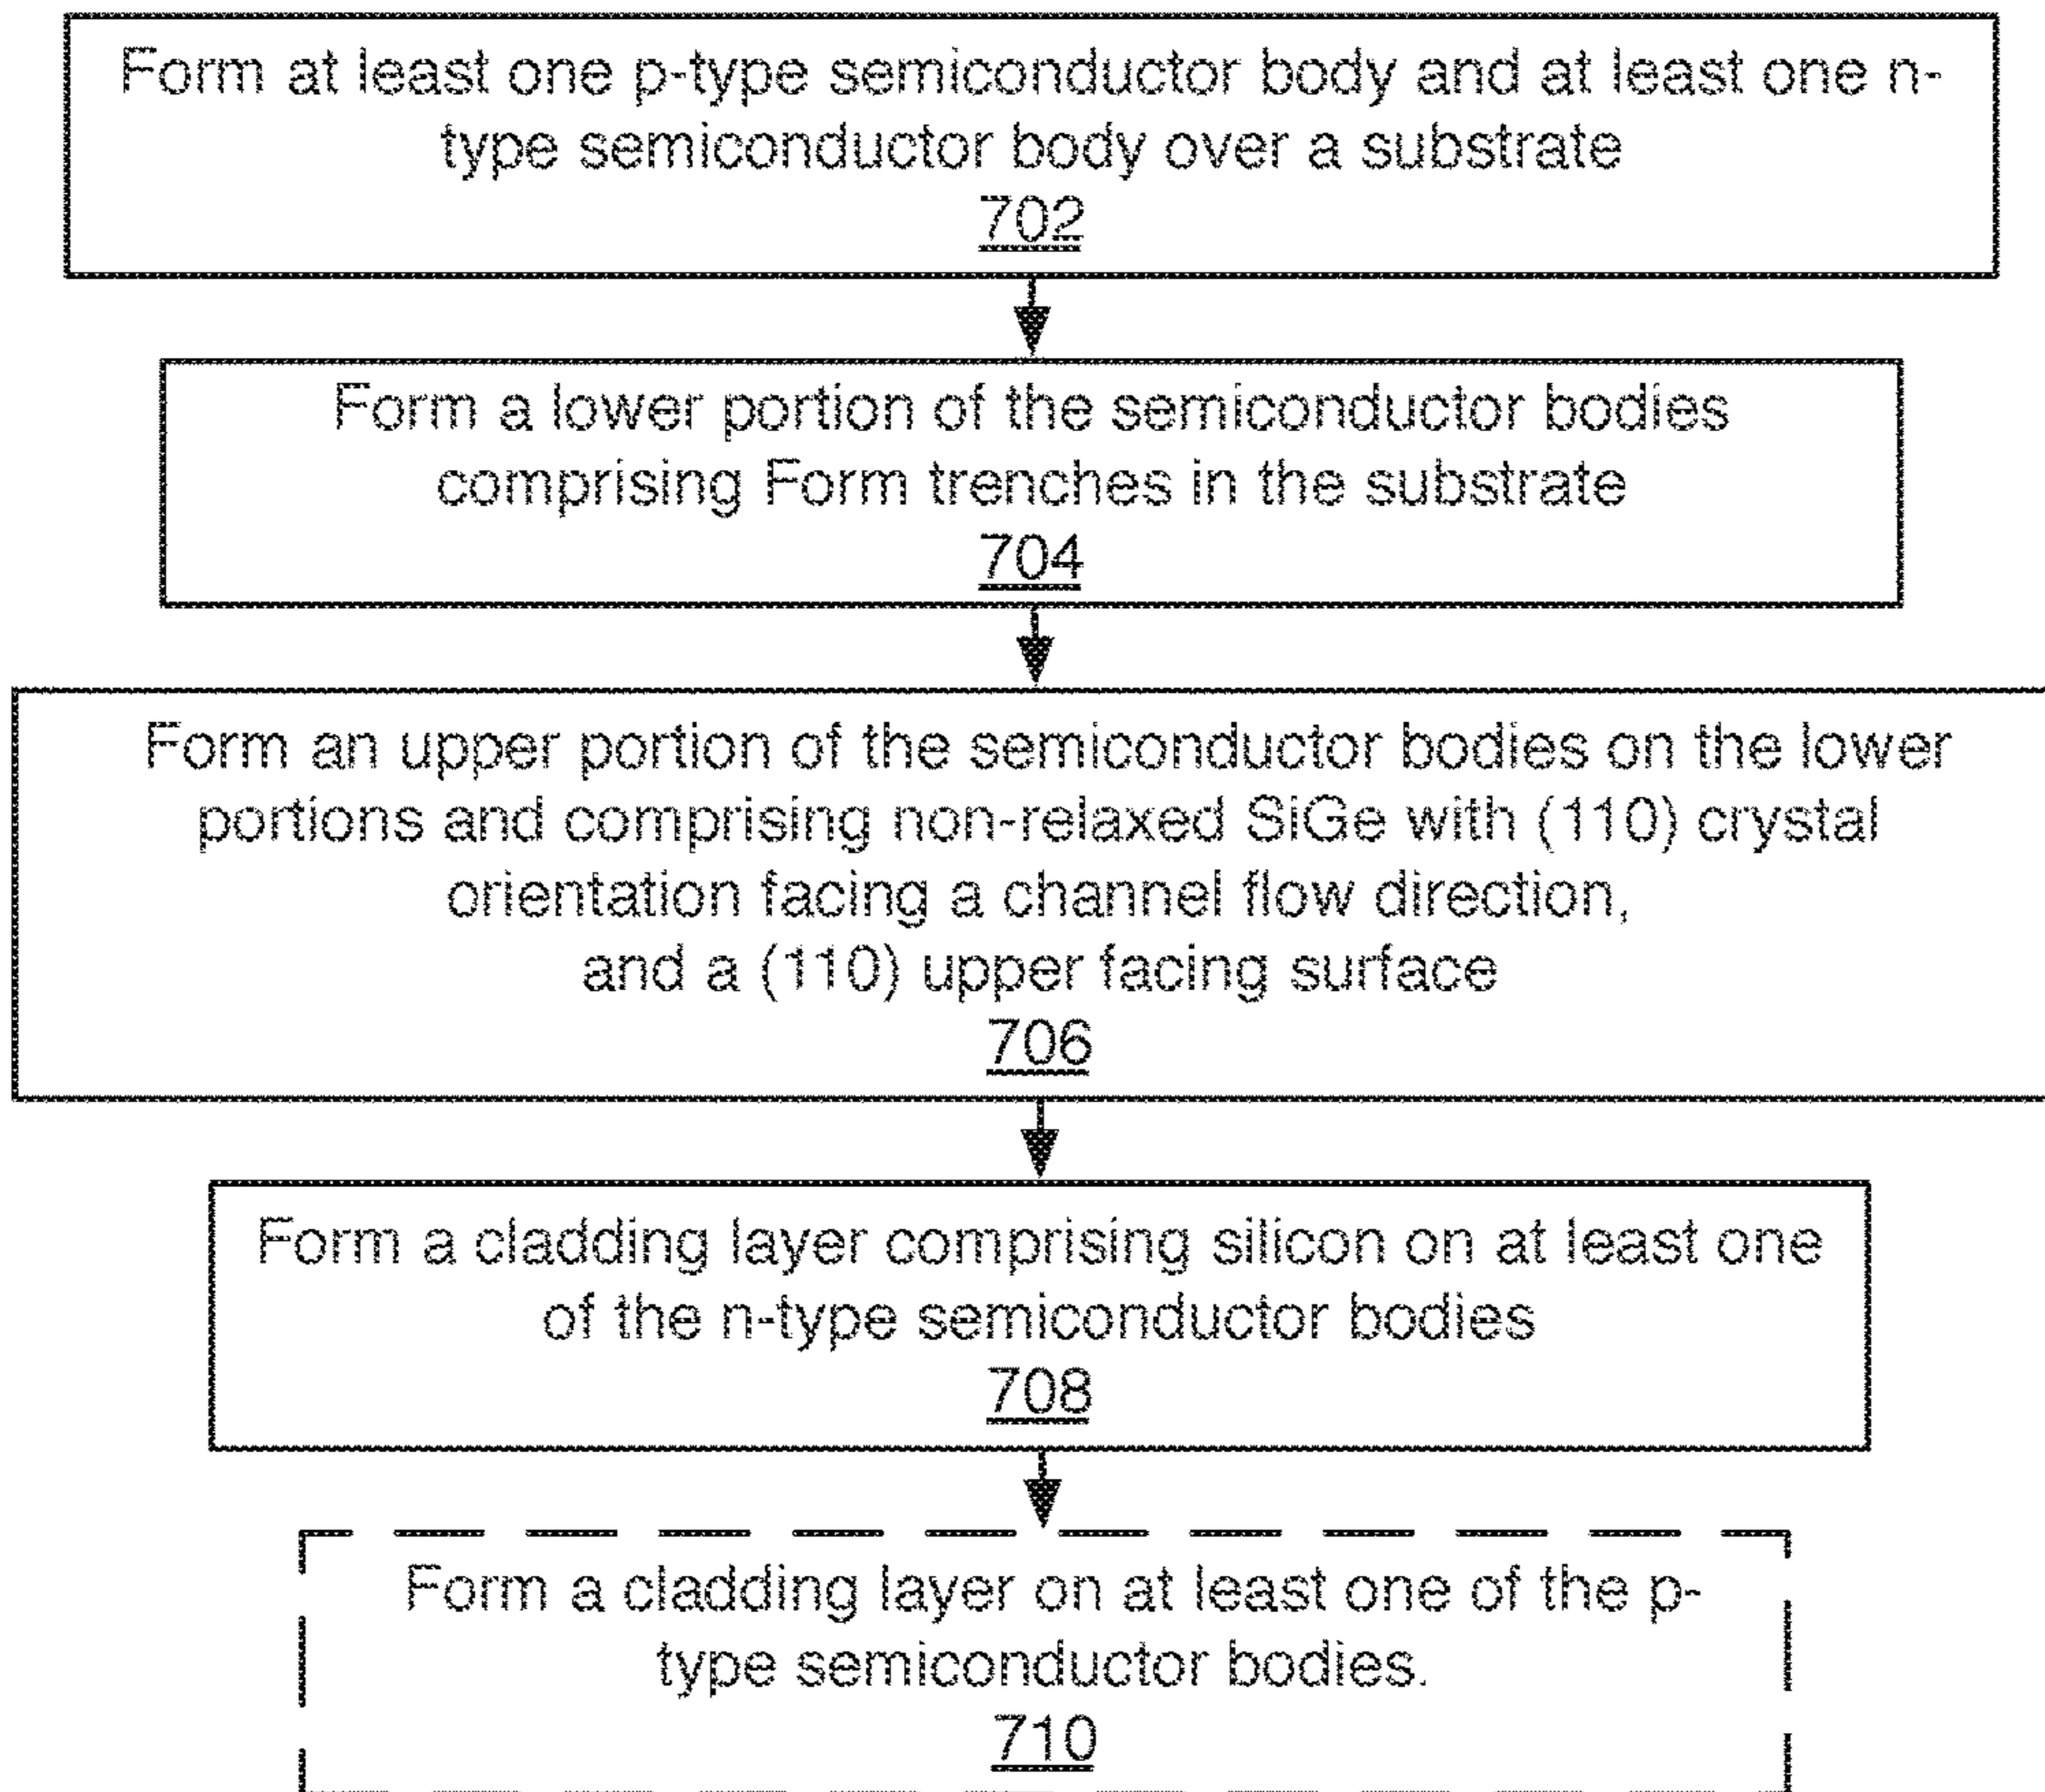 Form at least one p-type semiconductor body and at least one n-
type semiconductor body over a substrate
702
Form a lower portion of the semiconductor bodies
comprising Form trenches in the substrate
704
Form an upper portion of the semiconductor bodies on the lower
portions and comprising non-relaxed SiGe with (110) crystal
orientation facing a channel flow direction,
and a (110) upper facing surface
706
Form a cladding layer comprising silicon on at least one
of the n-type semiconductor bodies
708
Form a cladding layer on at least one of the p-
type semiconductor bodies.
710